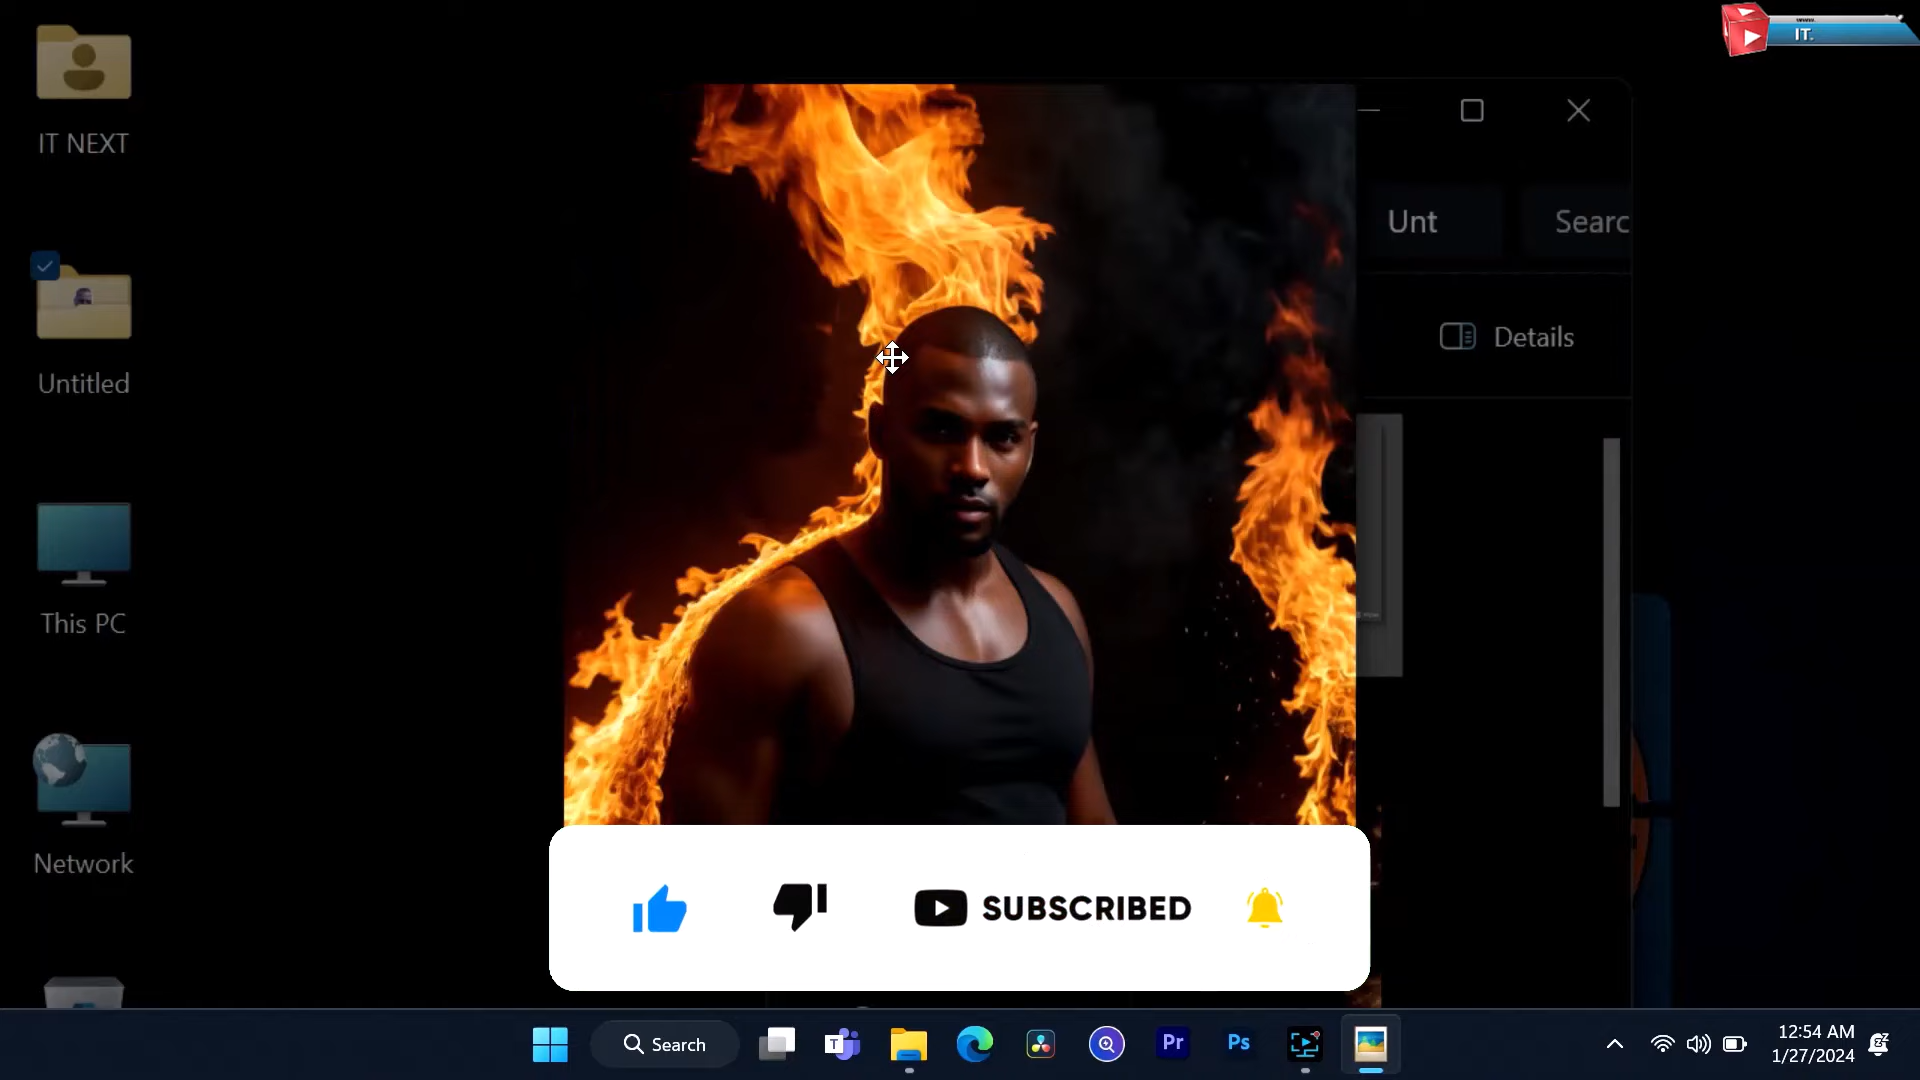 www.
IT.
IT NEXT
Unt
Searc
Details
Untitled
This PC
Network
SUBSCRIBED
Search
T
Pr
Ps
12:54 AM
1/27/2024